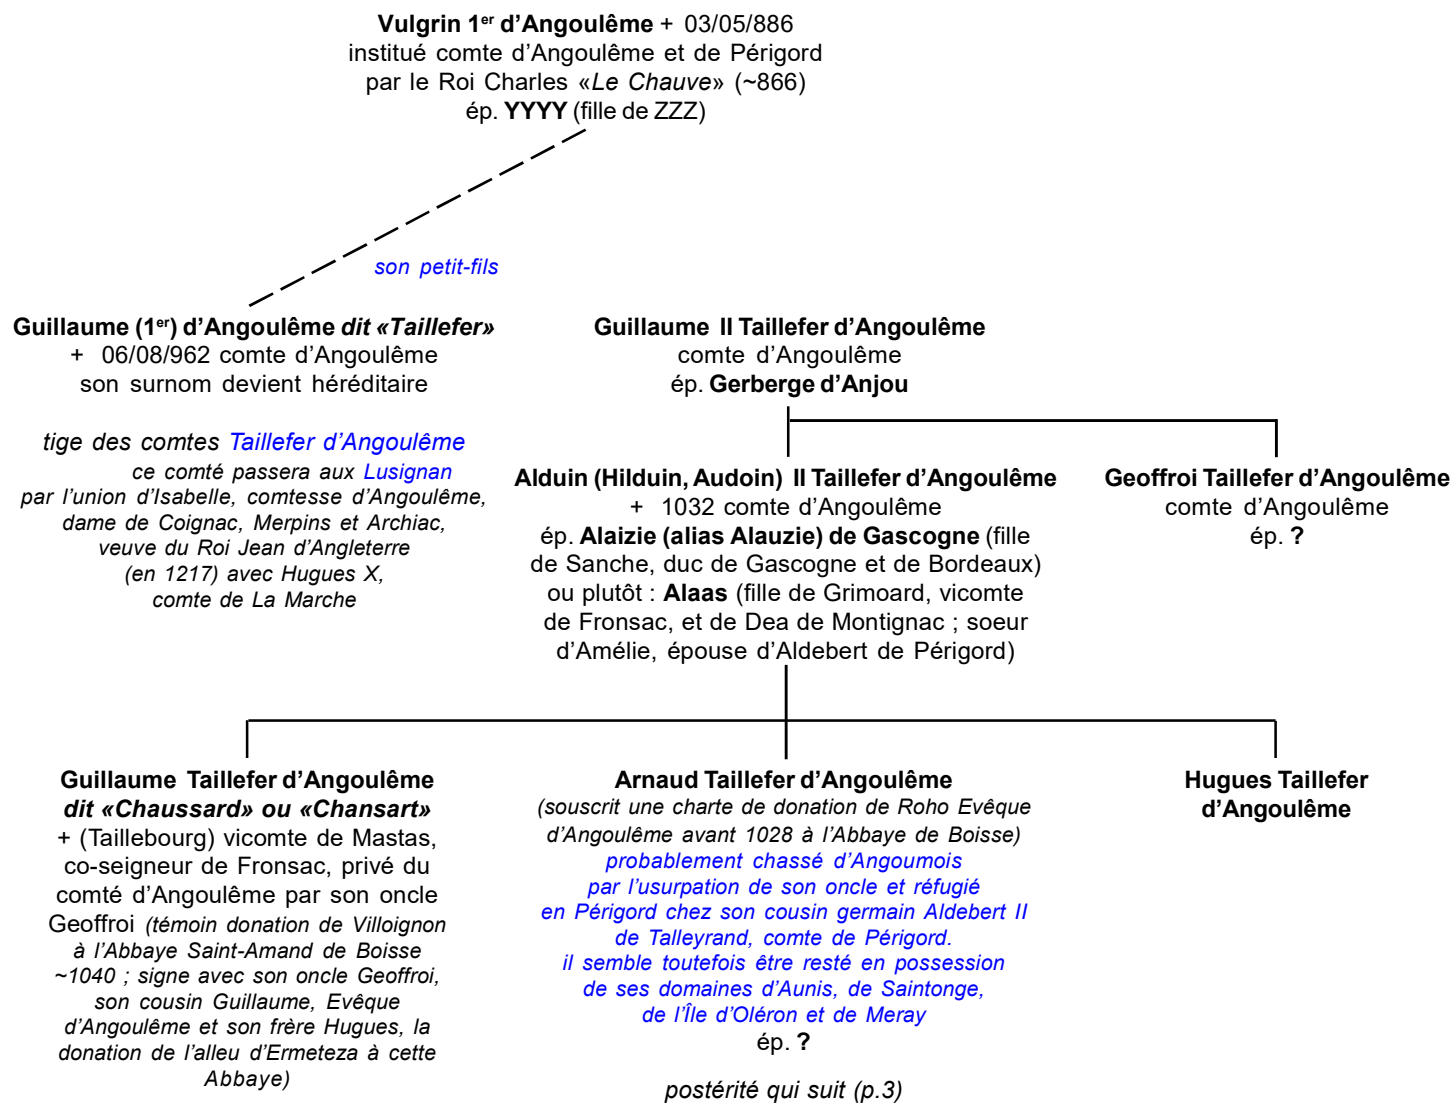 Vulgrin 1er d’Angoulême + 03/05/886
institué comte d’Angoulême et de Périgord
par le Roi Charles «Le Chauve» (~866)
ép. YYYY (fille de ZZZ)
son petit-fils
Guillaume (1er) d’Angoulême dit «Taillefer»
+ 06/08/962 comte d’Angoulême
son surnom devient héréditaire
tige des comtes Taillefer d’Angoulême
ce comté passera aux Lusignan
par l’union d’Isabelle, comtesse d’Angoulême,
dame de Coignac, Merpins et Archiac,
veuve du Roi Jean d’Angleterre
(en 1217) avec Hugues X,
comte de La Marche
Guillaume II Taillefer d’Angoulême
comte d’Angoulême
ép. Gerberge d’Anjou
Alduin (Hilduin, Audoin) II Taillefer d’Angoulême
+ 1032 comte d’Angoulême
ép. Alaizie (alias Alauzie) de Gascogne (fille
de Sanche, duc de Gascogne et de Bordeaux)
ou plutôt : Alaas (fille de Grimoard, vicomte
de Fronsac, et de Dea de Montignac ; soeur
d’Amélie, épouse d’Aldebert de Périgord)
Geoffroi Taillefer d’Angoulême
comte d’Angoulême
ép. ?
Guillaume Taillefer d’Angoulême
dit «Chaussard» ou «Chansart»
+ (Taillebourg) vicomte de Mastas,
co-seigneur de Fronsac, privé du
comté d’Angoulême par son oncle
Geoffroi (témoin donation de Villoignon
à l’Abbaye Saint-Amand de Boisse
~1040 ; signe avec son oncle Geoffroi,
son cousin Guillaume, Evêque
d’Angoulême et son frère Hugues, la
donation de l’alleu d’Ermeteza à cette
Abbaye)
Arnaud Taillefer d’Angoulême
(souscrit une charte de donation de Roho Evêque
d’Angoulême avant 1028 à l’Abbaye de Boisse)
probablement chassé d’Angoumois
par l’usurpation de son oncle et réfugié
en Périgord chez son cousin germain Aldebert II
de Talleyrand, comte de Périgord.
il semble toutefois être resté en possession
de ses domaines d’Aunis, de Saintonge,
de l’Île d’Oléron et de Meray
ép. ?
postérité qui suit (p.3)
Hugues Taillefer
d’Angoulême